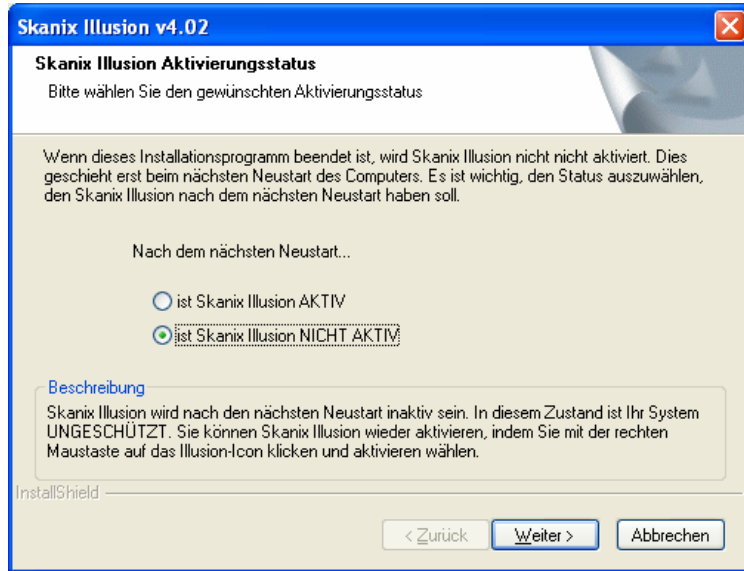 Skanix Illusion v4.02
Skanix Illusion Aktivierungsstatus
Bitte wählen Sie den gewünschten Aktivierungsstatus
Wenn dieses Installationsprogramm beendet ist, wird Skanix Illusion nicht nicht aktiviert. Dies
geschieht erst beim nächsten Neustart des Computers. Es ist wichtig, den Status auszuwählen,
den Skanix Illusion nach dem nächsten Neustart haben soll.
Nach dem nächsten Neustart...
ist Skanix Illusion AKTIV
ist Skanix Illusion NICHT AKTIV
Beschreibung
Skanix Illusion wird nach den nächsten Neustart inaktiv sein. In diesem Zustand ist Ihr System
UNGESCHÜTZT. Sie können Skanix Illusion wieder aktivieren, indem Sie mit der rechten
Maustaste auf das Illusion-Icon klicken und aktivieren wählen.
InstallShield
< Zurück Weiter > Abbrechen